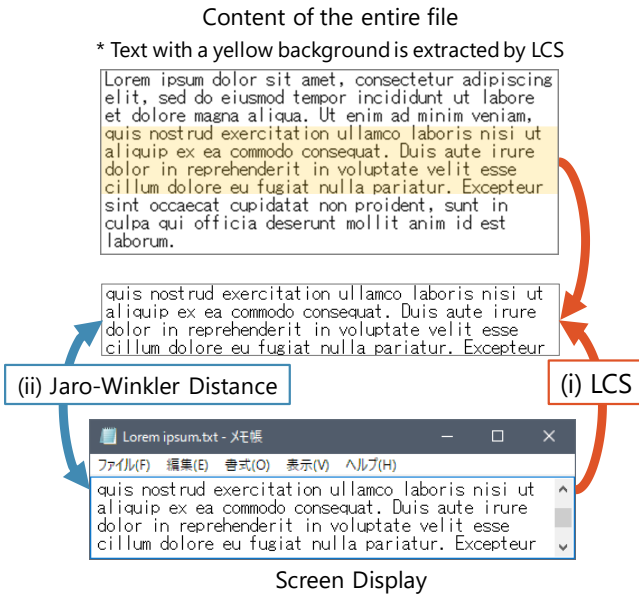 Content of the entire file
* Text with a yellow background is extracted by LCS
Lorem ipsum dolor sit amet, consectetur adipiscing
elit, sed do eiusmod tempor incididunt ut labore
et dolore magna aliqua. Ut enim ad minim veniam,
quis nostrud exercitation ullamco laboris nisi ut
aliquip ex ea commodo consequat. Duis aute irure
dolor in reprehenderit in voluptate velit esse
cillum dolore eu fugiat nulla pariatur. Excepteur
sint occaecat cupidatat non proident, sunt in
culpa qui officia deserunt mollit anim id est
laborum.
quis nostrud exercitation ullamco laboris nisi ut
aliquip ex ea commodo consequat. Duis aute irure
dolor in reprehenderit in voluptate velit esse
cillum dolore eu fugiat nulla pariatur. Excepteur
(ii) Jaro-Winkler Distance
(i) LCS
Lorem ipsum.txt - メモ帳
ファイル(F) 編集(E) 書式(O) 表示(V) ヘルプ(H)
quis nostrud exercitation ullamco laboris nisi ut
aliquip ex ea commodo consequat. Duis aute irure
dolor in reprehenderit in voluptate velit esse
cillum dolore eu fugiat nulla pariatur. Excepteur
Screen Display